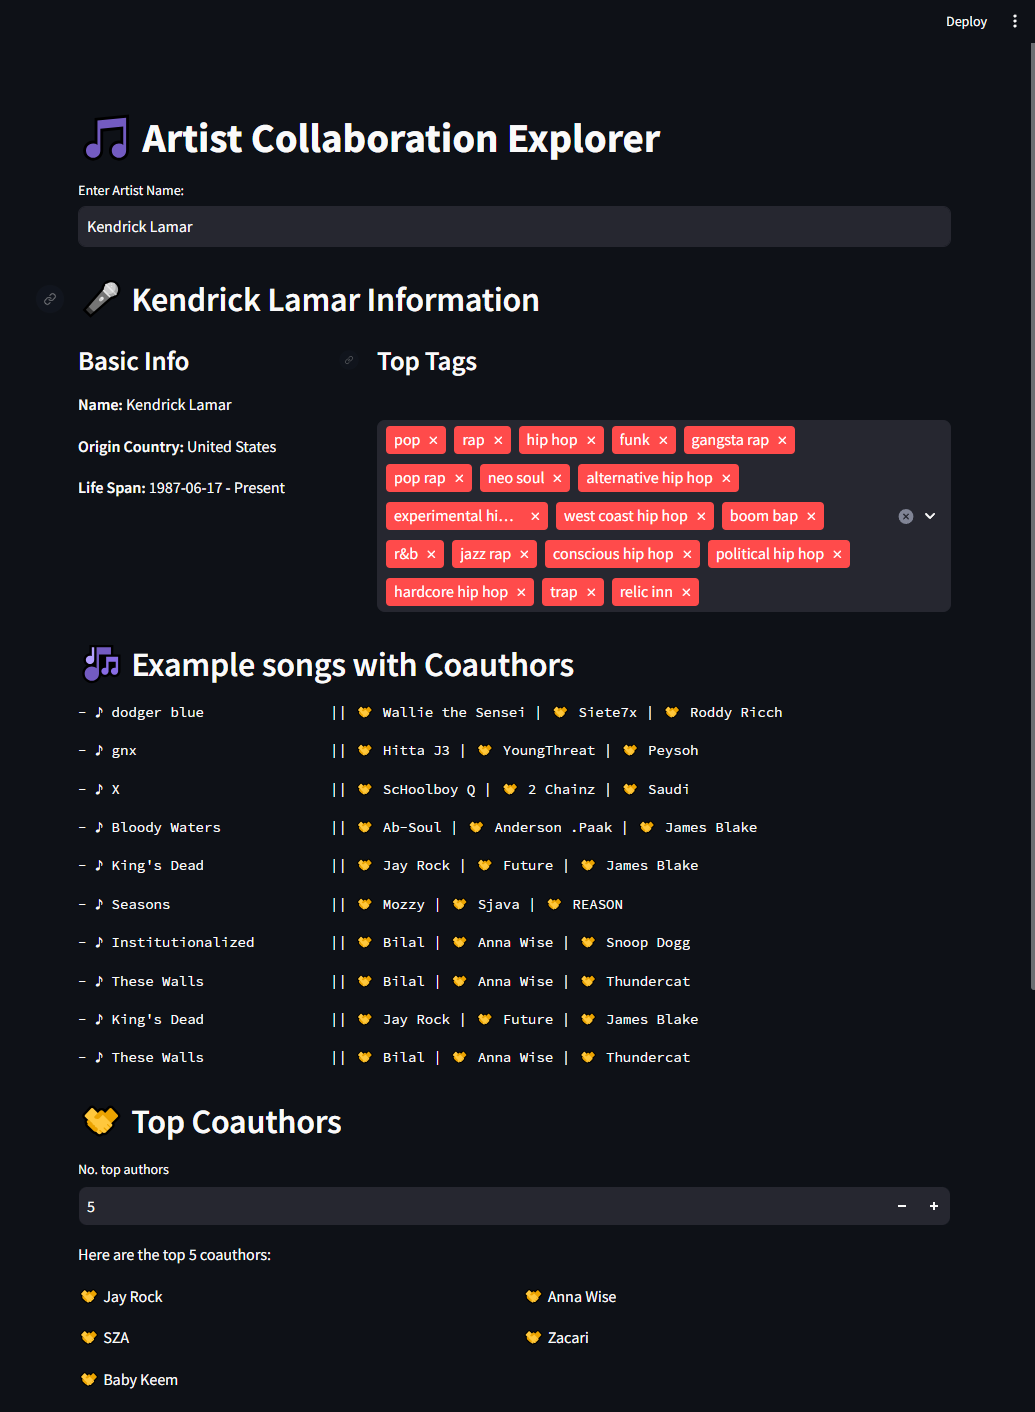 Deploy
Artist Collaboration Explorer
Enter Artist Name:
Kendrick Lamar
Kendrick Lamar Information
Basic Info
Name: Kendrick Lamar
Origin Country: United States
Life Span: 1987-06-17 - Present
Top Tags
pop × rap × hip hop × funk × gangsta rap ×
pop rap × neo soul × alternative hip hop ×
experimental hi... × west coast hip hop × boom bap ×
r&b × jazz rap × conscious hip hop × political hip hop ×
hardcore hip hop × trap × relic inn ×
Example songs with Coauthors
- ♪ dodger blue || Wallie the Sensei | Siete7x | Roddy Ricch
- ♪ gnx || Hitta J3 | YoungThreat | Peysoh
- ♪ X || ScHoolboy Q | 2 Chainz | Saudi
- ♪ Bloody Waters || Ab-Soul | Anderson .Paak | James Blake
- ♪ King's Dead || Jay Rock | Future | James Blake
- ♪ Seasons || Mozzy | Sjava | REASON
- ♪ Institutionalized || Bilal | Anna Wise | Snoop Dogg
- ♪ These Walls || Bilal | Anna Wise | Thundercat
- ♪ King's Dead || Jay Rock | Future | James Blake
- ♪ These Walls || Bilal | Anna Wise | Thundercat
Top Coauthors
No. top authors
5 − +
Here are the top 5 coauthors:
Jay Rock
SZA
Baby Keem
Anna Wise
Zacari